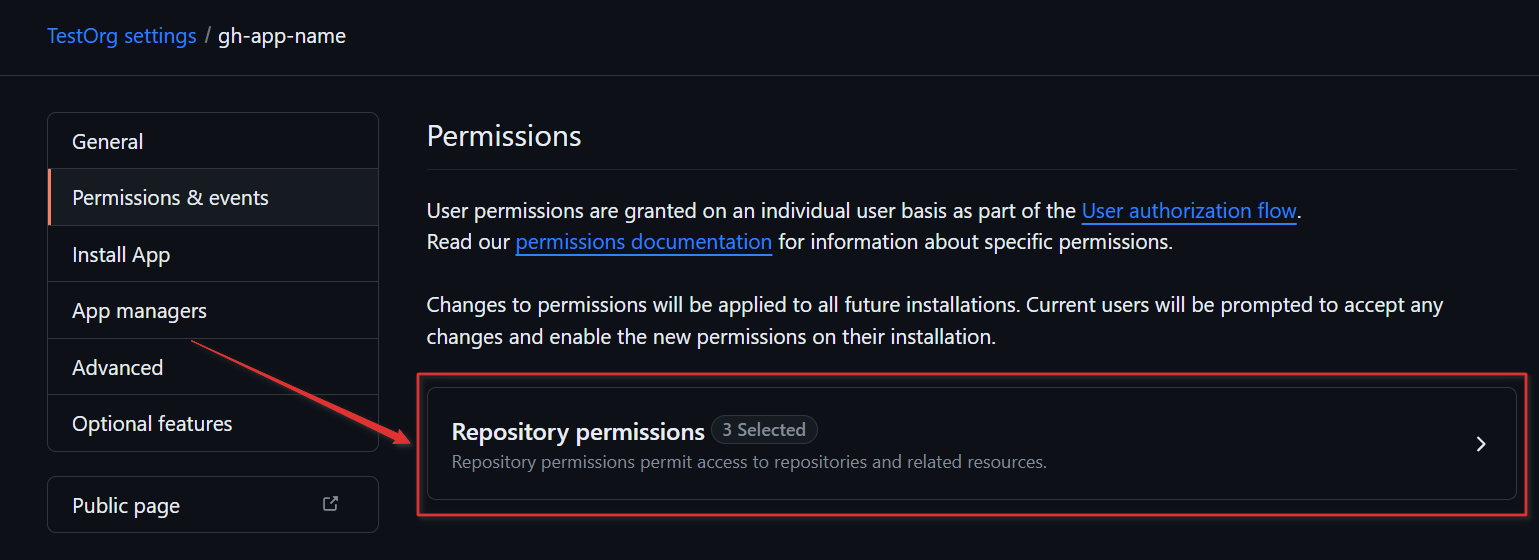 TestOrg settings / gh-app-name
General
Permissions & events
Install App
App managers
Advanced
Optional features
Public page
Permissions
User permissions are granted on an individual user basis as part of the User authorization flow.
Read our permissions documentation for information about specific permissions.
Changes to permissions will be applied to all future installations. Current users will be prompted to accept any
changes and enable the new permissions on their installation.
Repository permissions 3 Selected
Repository permissions permit access to repositories and related resources.